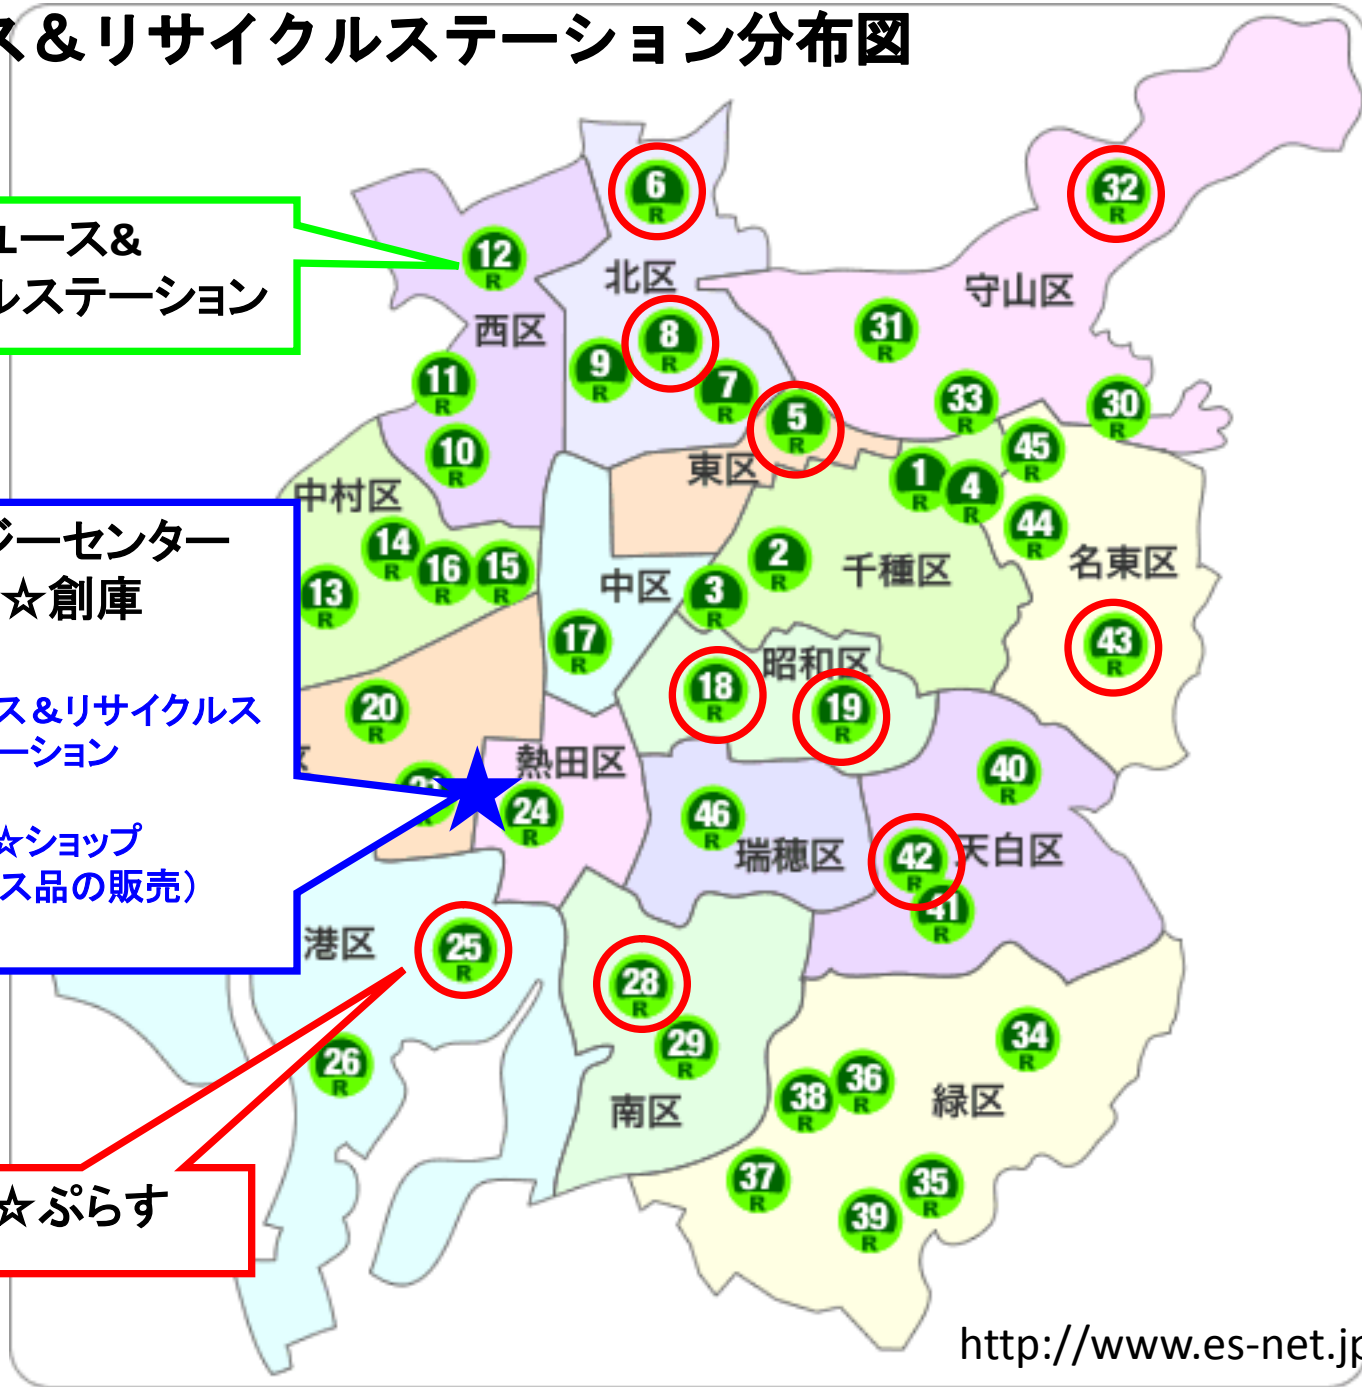 ス&リサイクルステーション分布図
ユース&
ルステーション
ジーセンター
☆創庫
ス&リサイクルス
ーション
☆ショップ
ス品の販売）
☆ぷらす
6
R
32
R
12
R
北区
守山区
31
R
西区
8
R
9
R
7
R
11
R
33
R
30
R
5
R
45
R
10
R
東区
1
R
4
R
中村区
44
R
14
R
16
R
15
R
2
R
千種区
名東区
13
R
中区
3
R
17
R
43
R
昭和区
18
R
19
R
20
R
区
熱田区
40
R
R
24
R
46
R
瑞穂区
42
R
天白区
41
R
港区
25
R
28
R
29
R
34
R
26
R
38
R
36
R
緑区
南区
37
R
35
R
39
R
http://www.es-net.jp